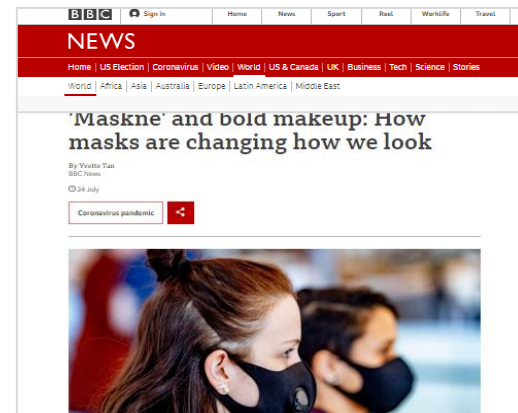 BBC Sign in Home News Sport Reel Worklife Travel
NEWS
Home | US Election | Coronavirus | Video | World | US & Canada | UK | Business | Tech | Science | Stories
World | Africa | Asia | Australia | Europe | Latin America | Middle East
'Maskne' and bold makeup: How
masks are changing how we look
By Yvette Tan
BBC News
24 July
Coronavirus pandemic